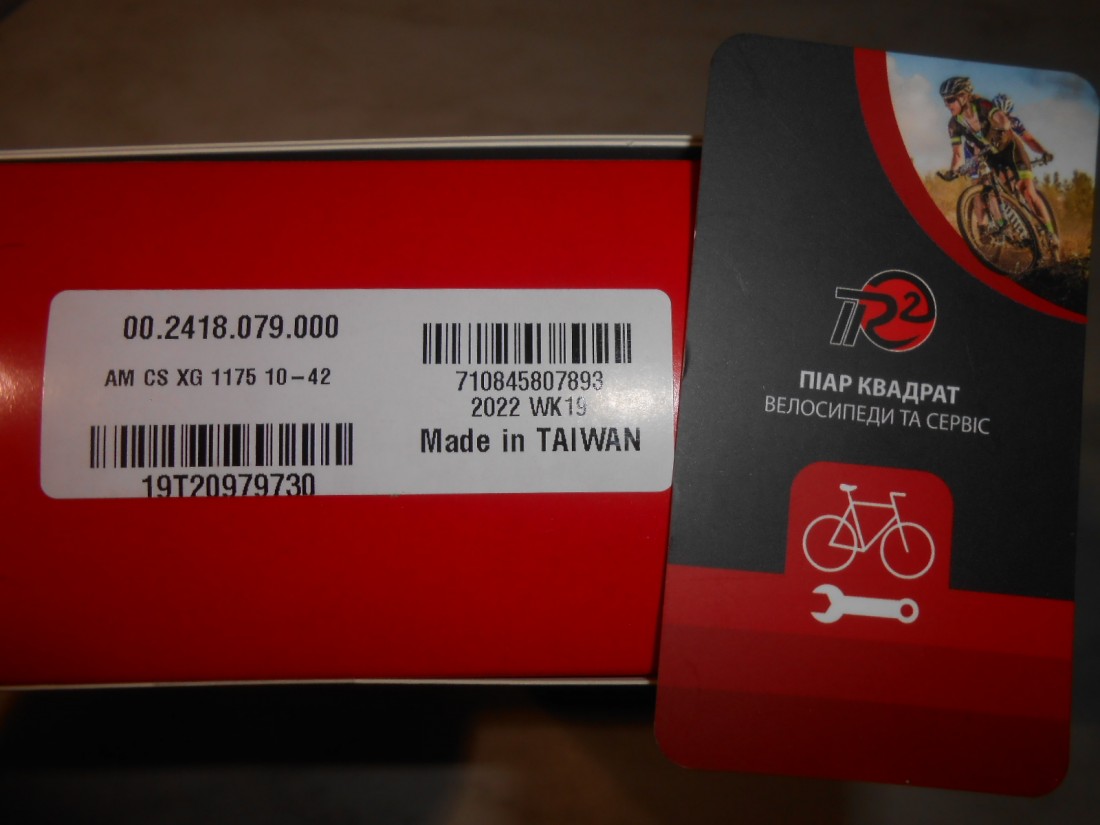 00.2418.079.000
AM CS XG 1175 10-42
19T20979730
710845807893
2022 WK19
Made in TAIWAN
ПR2
ПІАР КВАДРАТ
ВЕЛОСИПЕДИ ТА СЕРВІС